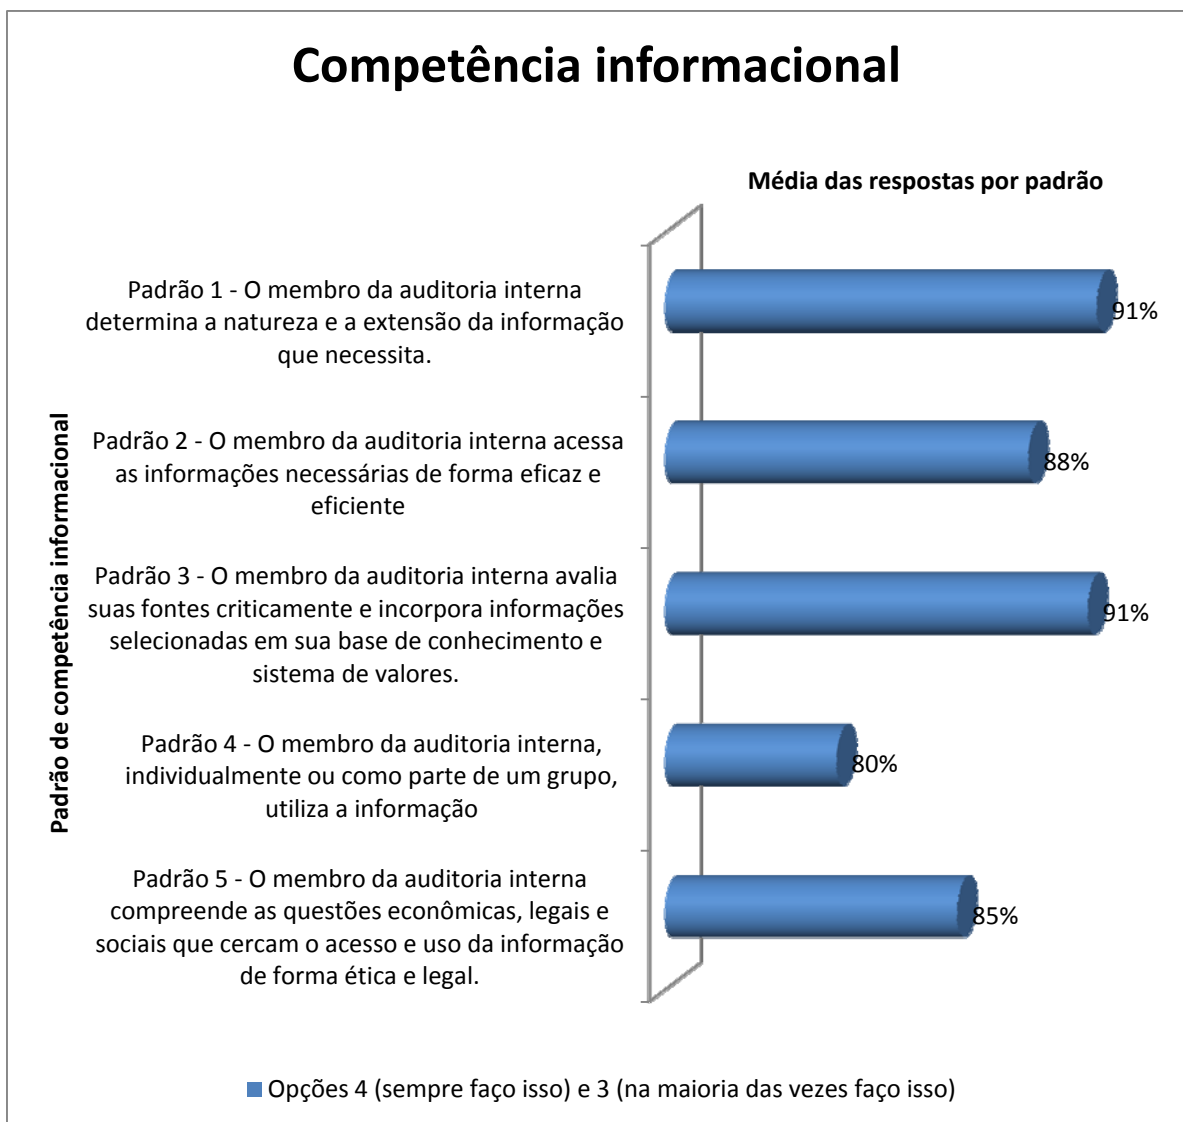 Competência informacional
Média das respostas por padrão
Padrão de competência informacional
Padrão 1 - O membro da auditoria interna
determina a natureza e a extensão da informação
que necessita.
91%
Padrão 2 - O membro da auditoria interna acessa
as informações necessárias de forma eficaz e
eficiente
88%
Padrão 3 - O membro da auditoria interna avalia
suas fontes criticamente e incorpora informações
selecionadas em sua base de conhecimento e
sistema de valores.
91%
Padrão 4 - O membro da auditoria interna,
individualmente ou como parte de um grupo,
utiliza a informação
80%
Padrão 5 - O membro da auditoria interna
compreende as questões econômicas, legais e
sociais que cercam o acesso e uso da informação
de forma ética e legal.
85%
Opções 4 (sempre faço isso) e 3 (na maioria das vezes faço isso)